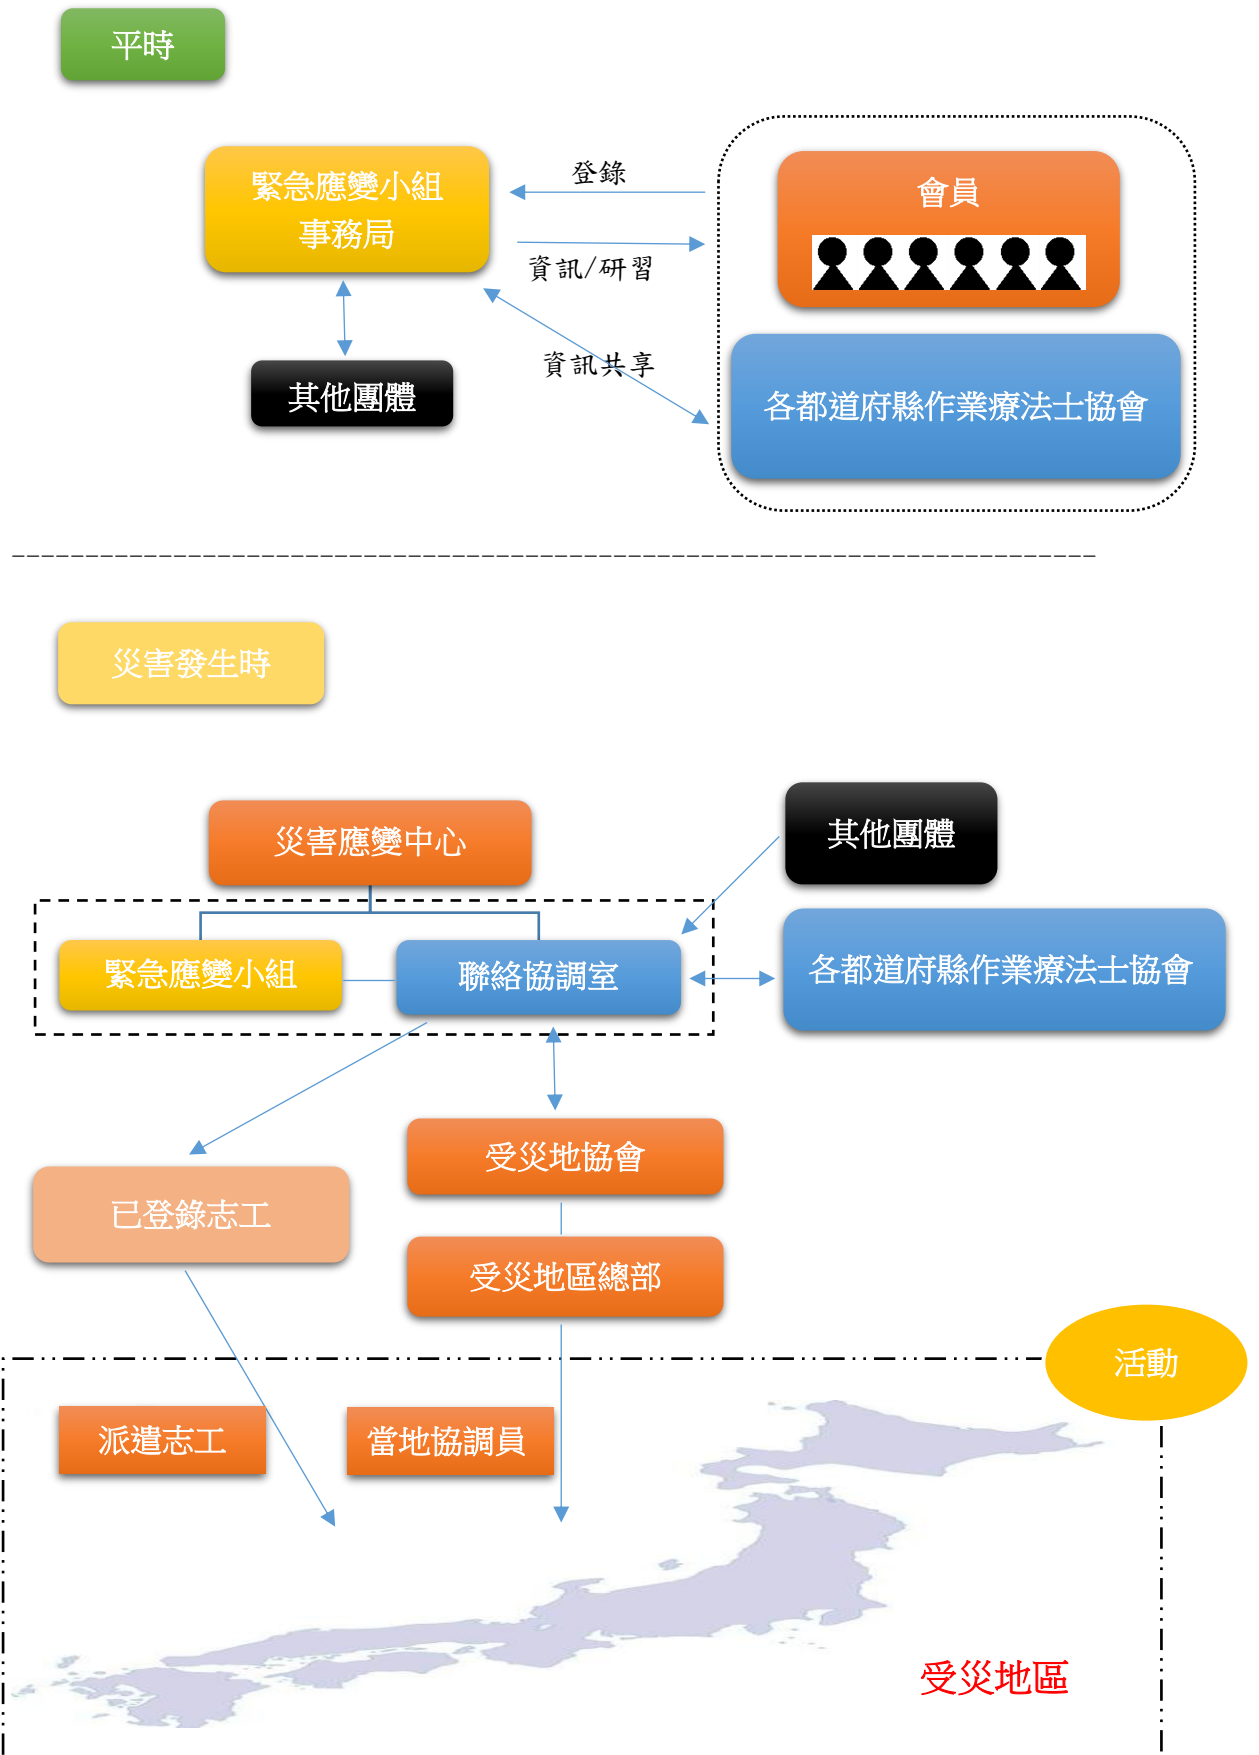 平時
緊急應變小組
事務局
登錄
資訊/研習
資訊共享
會員
其他團體
各都道府縣作業療法士協會
災害發生時
災害應變中心
其他團體
緊急應變小組
聯絡協調室
各都道府縣作業療法士協會
受災地協會
已登錄志工
受災地區總部
活動
派遣志工
當地協調員
受災地區